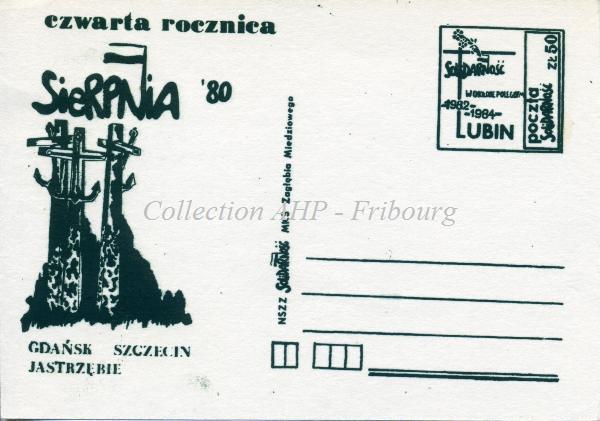 czwarta rocznica
SIERPNIA '80
GDAŃSK SZCZECIN
JASTRZĘBIE
NSZZ SOLIDARNOŚĆ MKK Zagłębia Miedziowego
SOLIDARNOŚĆ
-1982-
-1984-
LUBIN
poczta SOLIDARNOŚĆ
ZŁ 50
Collection AHP - Fribourg